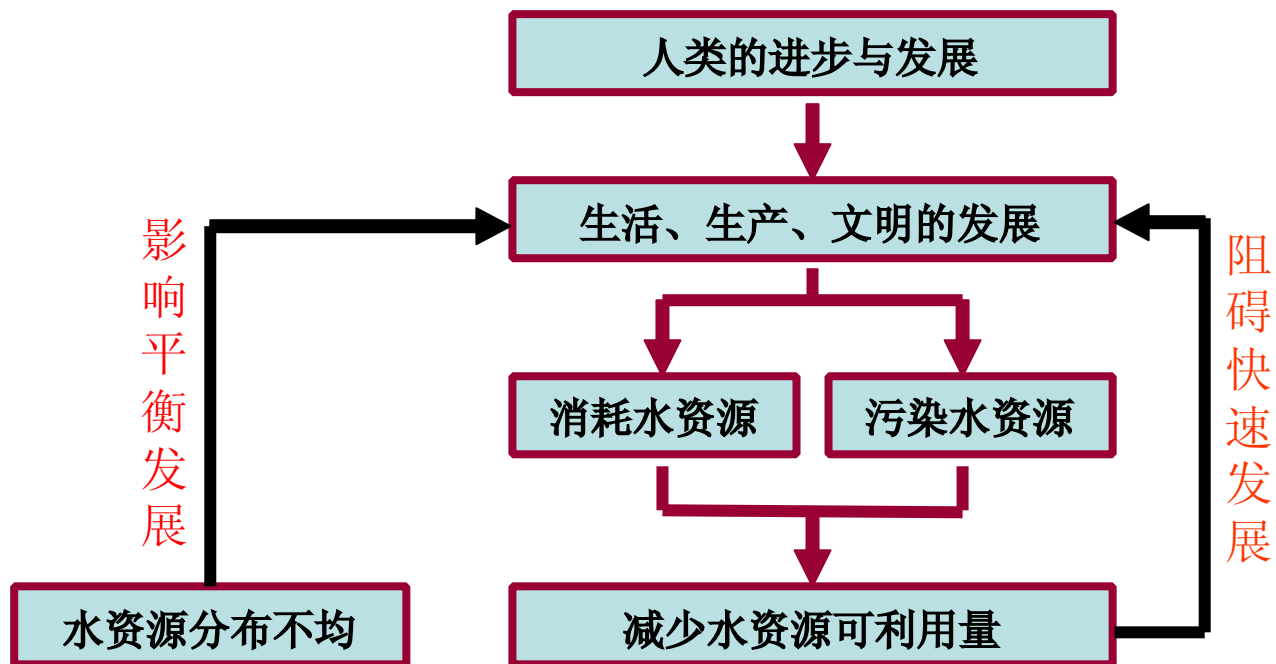 人类的进步与发展
生活、生产、文明的发展
影响平衡发展
阻碍快速发展
消耗水资源
污染水资源
水资源分布不均
减少水资源可利用量